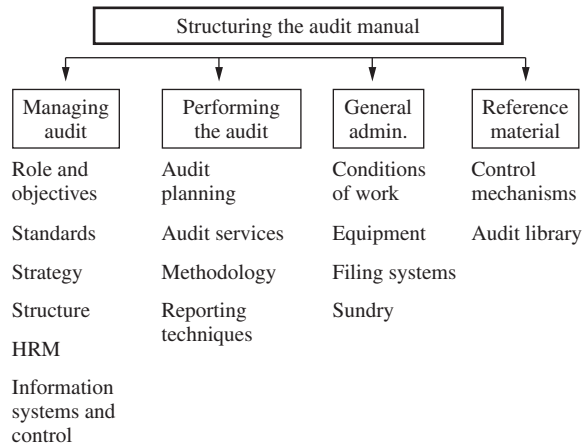 Structuring the audit manual
Managing
audit
Role and
objectives
Standards
Strategy
Structure
HRM
Information
systems and
control
Performing
the audit
Audit
planning
Audit services
Methodology
Reporting
techniques
General
admin.
Conditions
of work
Equipment
Filing systems
Sundry
Reference
material
Control
mechanisms
Audit library